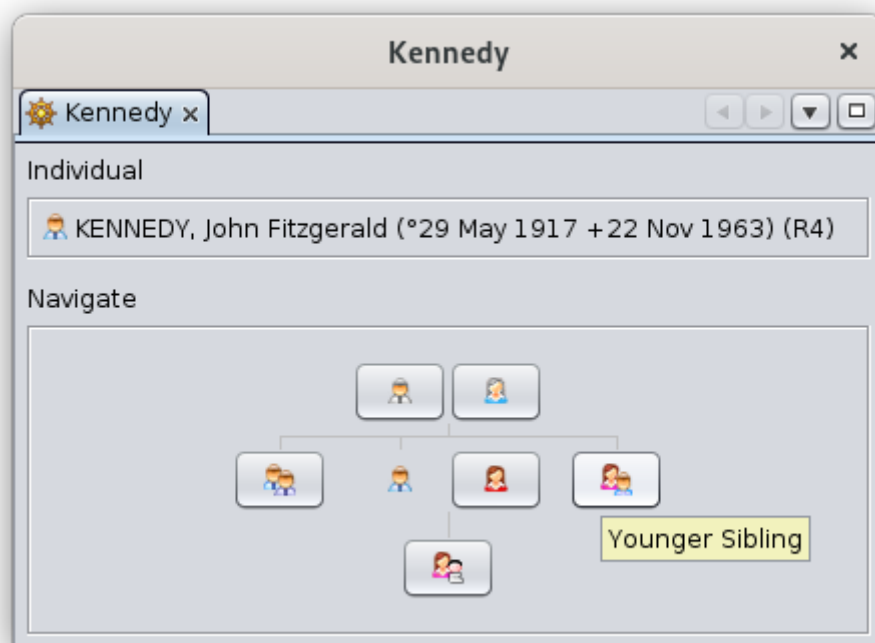 Kennedy
Kennedy
Individual
KENNEDY, John Fitzgerald (°29 May 1917 +22 Nov 1963) (R4)
Navigate
Younger Sibling